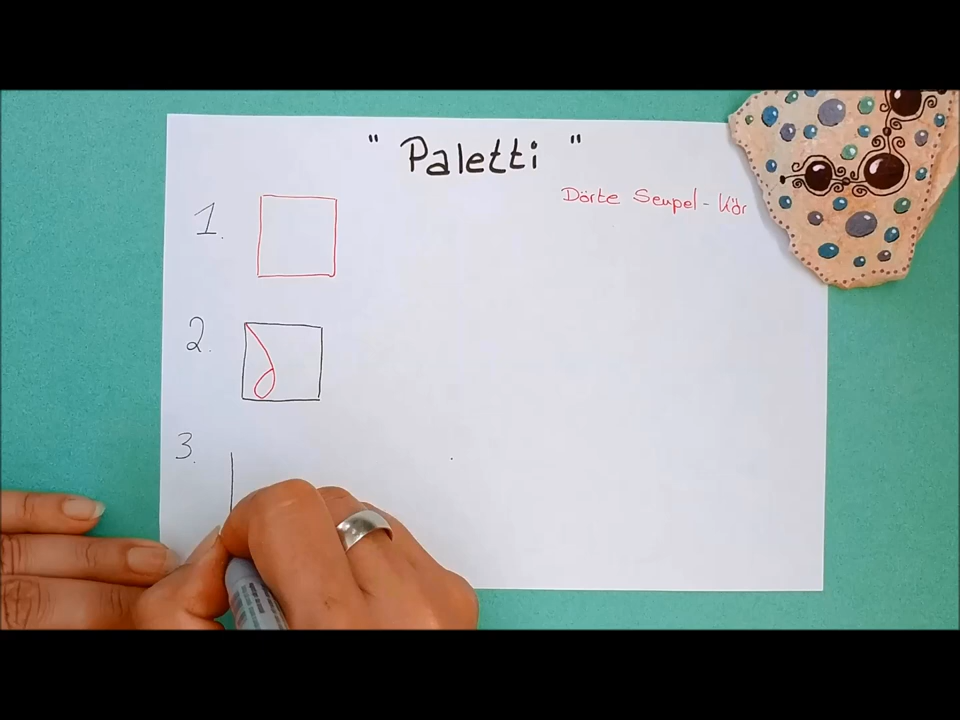 " Paletti "
Dörte Seupel-Kör
1.
2.
3.